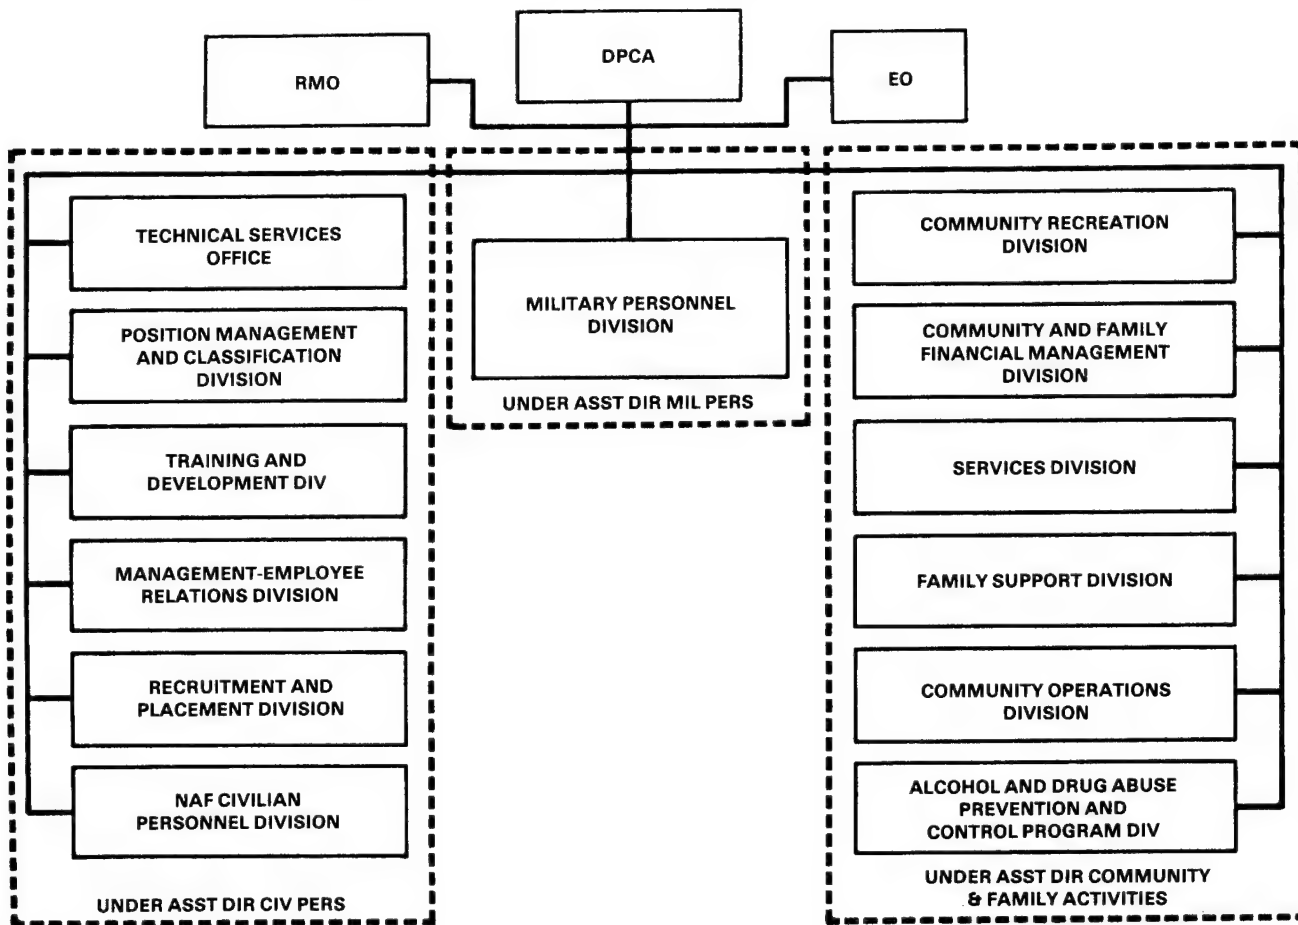 RMO
DPCA
EO
TECHNICAL SERVICES
OFFICE
POSITION MANAGEMENT
AND CLASSIFICATION
DIVISION
TRAINING AND
DEVELOPMENT DIV
MANAGEMENT-EMPLOYEE
RELATIONS DIVISION
RECRUITMENT AND
PLACEMENT DIVISION
NAF CIVILIAN
PERSONNEL DIVISION
UNDER ASST DIR CIV PERS
MILITARY PERSONNEL
DIVISION
UNDER ASST DIR MIL PERS
COMMUNITY RECREATION
DIVISION
COMMUNITY AND FAMILY
FINANCIAL MANAGEMENT
DIVISION
SERVICES DIVISION
FAMILY SUPPORT DIVISION
COMMUNITY OPERATIONS
DIVISION
ALCOHOL AND DRUG ABUSE
PREVENTION AND
CONTROL PROGRAM DIV
UNDER ASST DIR COMMUNITY
& FAMILY ACTIVITIES